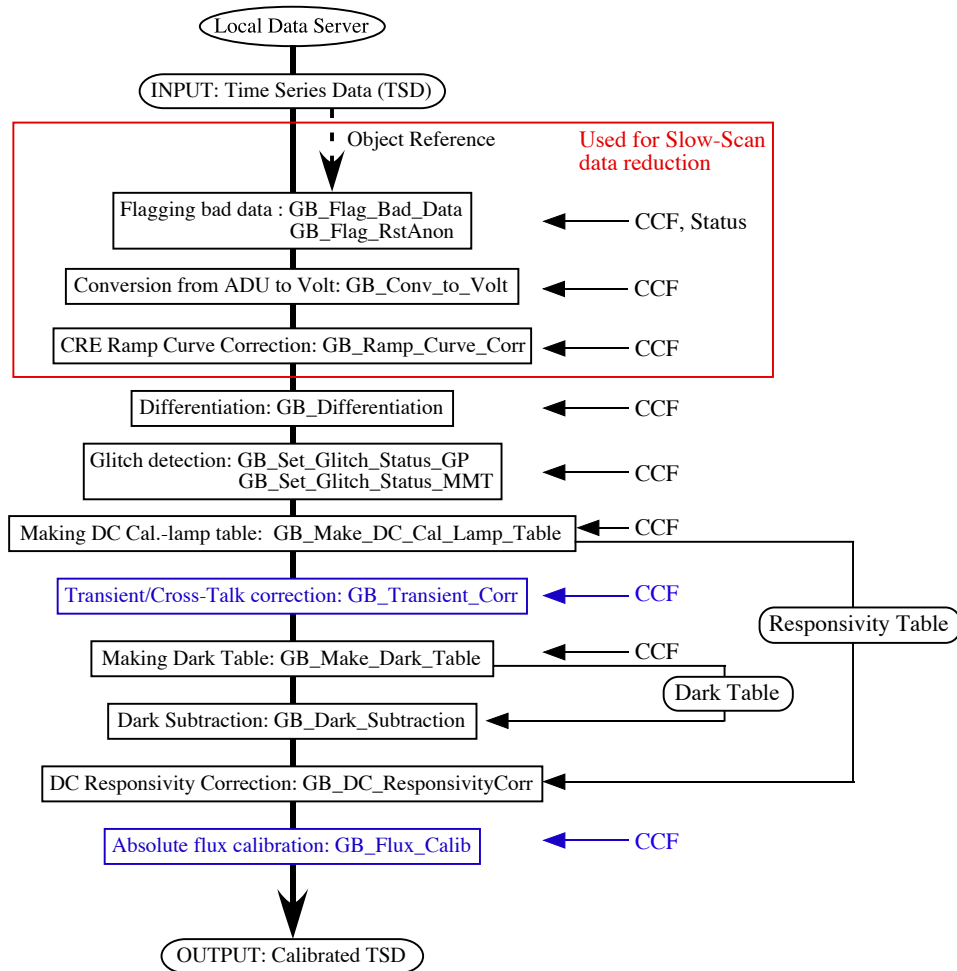 Local Data Server
INPUT: Time Series Data (TSD)
Object Reference
Used for Slow-Scan
data reduction
Flagging bad data : GB_Flag_Bad_Data
GB_Flag_RstAnon
CCF, Status
Conversion from ADU to Volt: GB_Conv_to_Volt
CCF
CRE Ramp Curve Correction: GB_Ramp_Curve_Corr
CCF
Differentiation: GB_Differentiation
CCF
Glitch detection: GB_Set_Glitch_Status_GP
GB_Set_Glitch_Status_MMT
CCF
Making DC Cal.-lamp table: GB_Make_DC_Cal_Lamp_Table
CCF
Transient/Cross-Talk correction: GB_Transient_Corr
CCF
Responsivity Table
Making Dark Table: GB_Make_Dark_Table
CCF
Dark Table
Dark Subtraction: GB_Dark_Subtraction
DC Responsivity Correction: GB_DC_ResponsivityCorr
Absolute flux calibration: GB_Flux_Calib
CCF
OUTPUT: Calibrated TSD